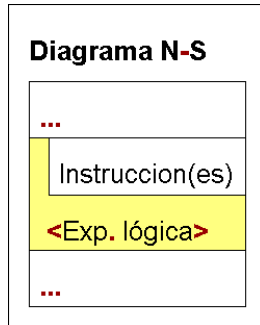 Diagrama N-S
...
Instruccion(es)
<Exp. lógica>
...